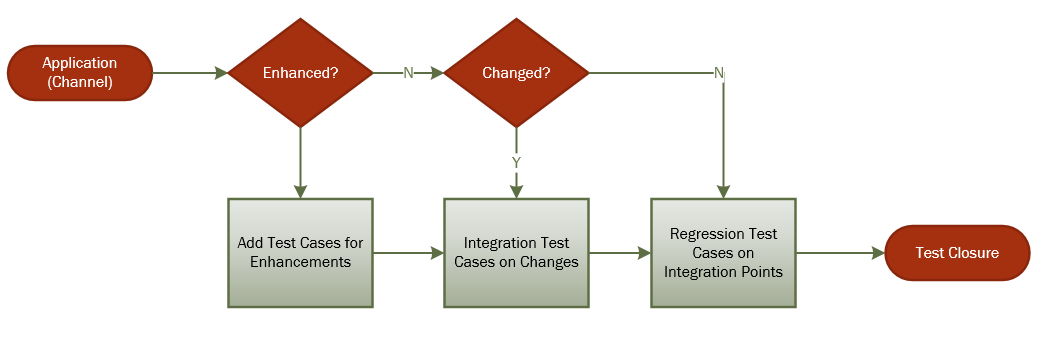 Application
(Channel)
Enhanced?
N
Changed?
N
Y
Add Test Cases for
Enhancements
Integration Test
Cases on Changes
Regression Test
Cases on
Integration Points
Test Closure